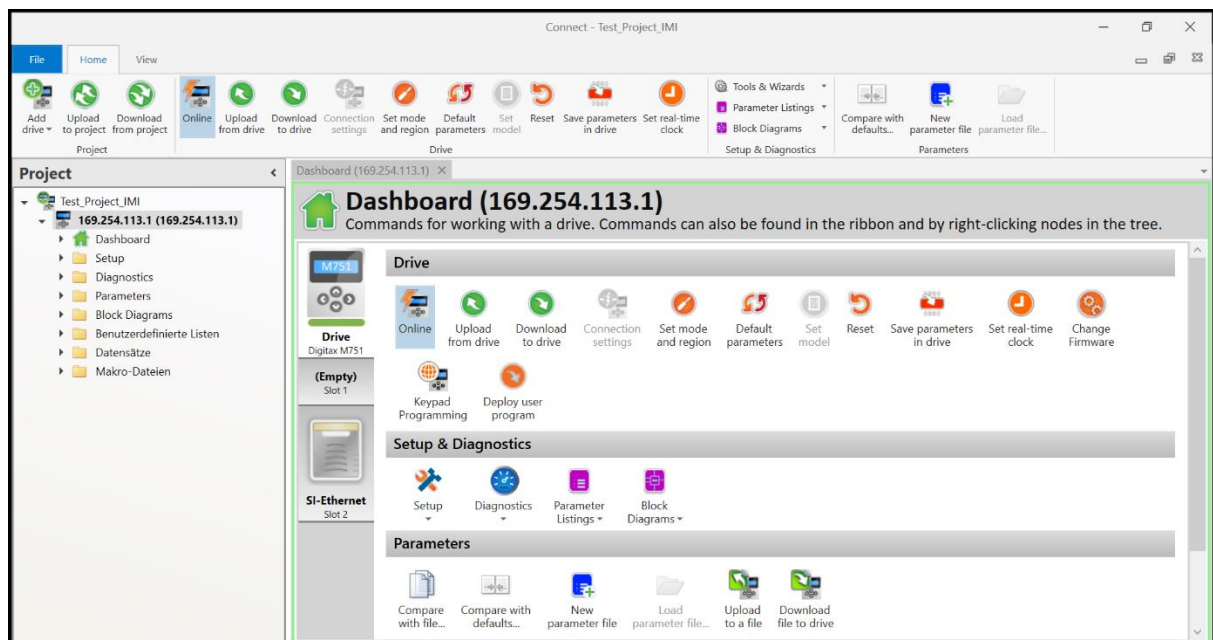 Connect - Test_Project_IMI
File Home View
Add drive
Upload to project
Download from project
Online
Upload from drive
Download to drive
Connection settings
Set mode and region
Default parameters
Set model
Reset
Save parameters in drive
Set real-time clock
Tools & Wizards
Parameter Listings
Block Diagrams
Compare with defaults...
New parameter file
Load parameter file...
Project
Drive
Setup & Diagnostics
Parameters
Project
Test_Project_IMI
169.254.113.1 (169.254.113.1)
Dashboard
Setup
Diagnostics
Parameters
Block Diagrams
Benutzerdefinierte Listen
Datensätze
Makro-Dateien
Dashboard (169.254.113.1)
Dashboard (169.254.113.1)
Commands for working with a drive. Commands can also be found in the ribbon and by right-clicking nodes in the tree.
M751
Drive
Digitax M751
(Empty)
Slot 1
SI-Ethernet
Slot 2
Drive
Online
Upload from drive
Download to drive
Connection settings
Set mode and region
Default parameters
Set model
Reset
Save parameters in drive
Set real-time clock
Change Firmware
Keypad Programming
Deploy user program
Setup & Diagnostics
Setup
Diagnostics
Parameter Listings
Block Diagrams
Parameters
Compare with file...
Compare with defaults...
New parameter file
Load parameter file...
Upload to a file
Download file to drive